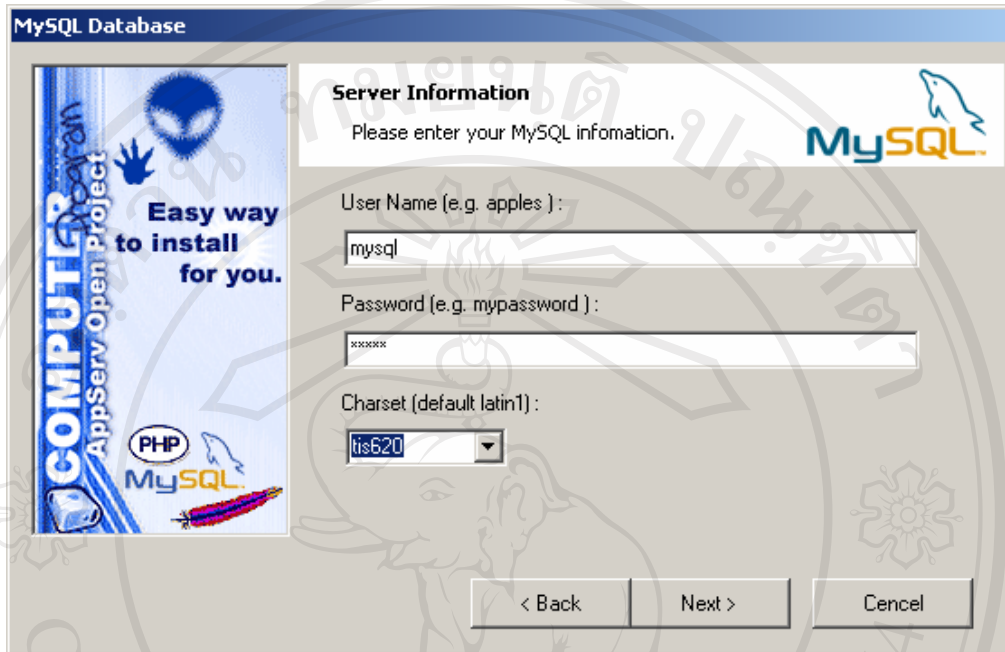 MySQL Database
COMPUTER
Program
AppServ Open Project
Easy way
to install
for you.
PHP
MySQL
Server Information
Please enter your MySQL infomation.
MySQL
User Name (e.g. apples ) :
mysql
Password (e.g. mypassword ) :
*****
Charset (default latin1) :
tis620
< Back
Next >
Cencel